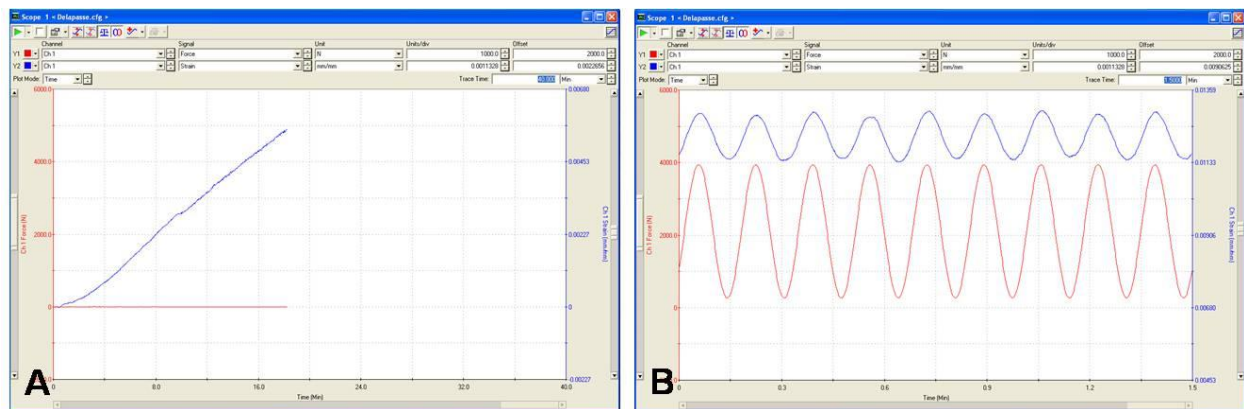 Scope 1 « Delapasse.cfg »
Channel Signal Unit Units/div Offset
Y1 Ch 1 Force N 1000.0 2000.0
Y2 Ch 1 Strain mm/mm 0.0011328 0.0022656
Plot Mode: Time Trace Time: 40.000 Min
6000.0
4000.0
2000.0
0
Ch 1 Force (N)
0.00680
0.00453
0.00227
0
-0.00227
Ch 1 Strain (mm/mm)
0 8.0 16.0 24.0 32.0 40.0
Time (Min)
A
Scope 1 « Delapasse.cfg »
Channel Signal Unit Units/div Offset
Y1 Ch 1 Force N 1000.0 2000.0
Y2 Ch 1 Strain mm/mm 0.0011328 0.0090625
Plot Mode: Time Trace Time: 1.5000 Min
6000.0
4000.0
2000.0
0
Ch 1 Force (N)
0.01359
0.01133
0.00906
0.00680
0.00453
Ch 1 Strain (mm/mm)
0 0.3 0.6 0.9 1.2 1.5
Time (Min)
B